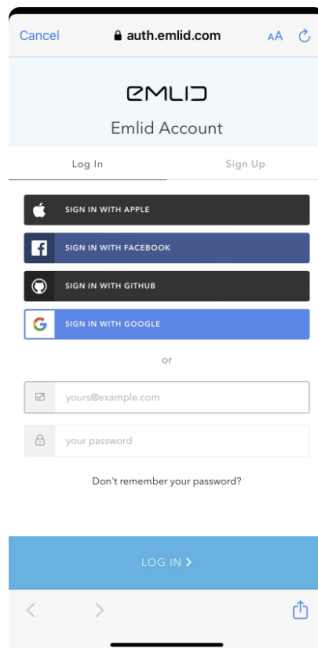 Cancel
auth.emlid.com
AA
EMLID
Emlid Account
Log In
Sign Up
SIGN IN WITH APPLE
SIGN IN WITH FACEBOOK
SIGN IN WITH GITHUB
SIGN IN WITH GOOGLE
or
yours@example.com
your password
Don't remember your password?
LOG IN >